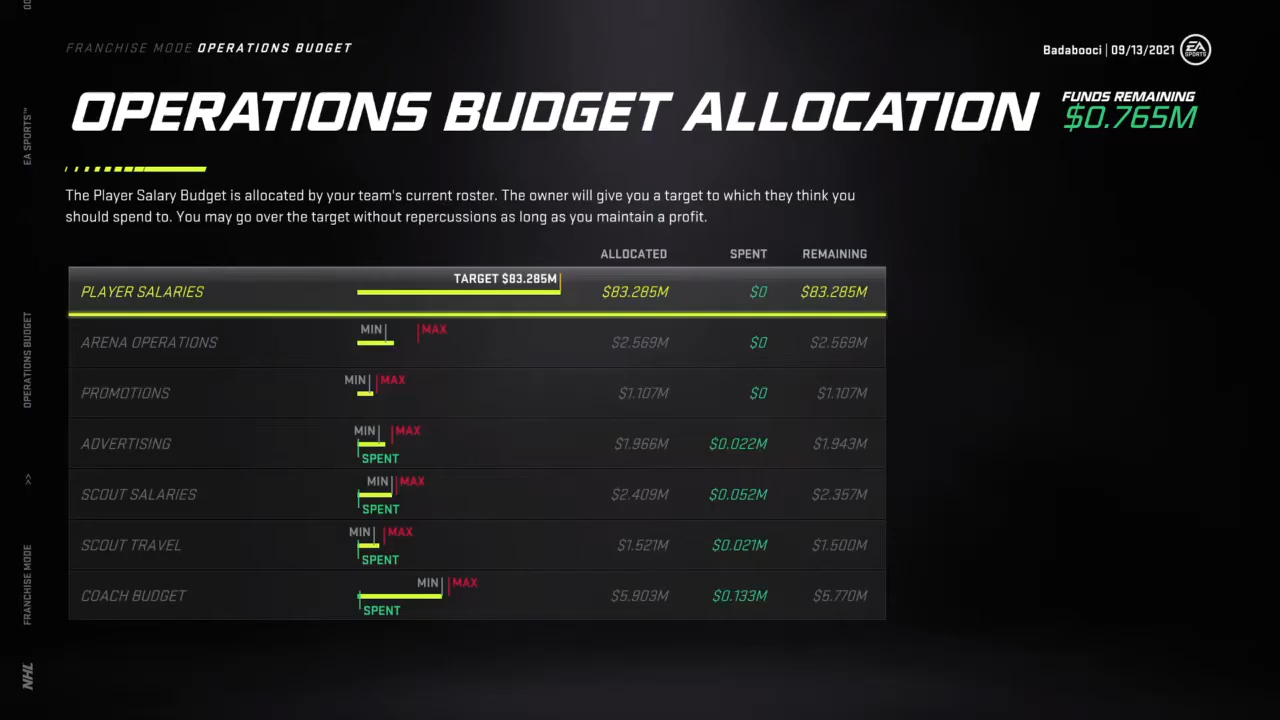 FRANCHISE MODE OPERATIONS BUDGET
Badabooci | 09/13/2021 EA SPORTS
OPERATIONS BUDGET ALLOCATION
FUNDS REMAINING
$0.765M
The Player Salary Budget is allocated by your team's current roster. The owner will give you a target to which they think you
should spend to. You may go over the target without repercussions as long as you maintain a profit.
ALLOCATED SPENT REMAINING
TARGET $83.285M
PLAYER SALARIES $83.285M $0 $83.285M
MIN MAX
ARENA OPERATIONS $2.569M $0 $2.569M
MIN MAX
PROMOTIONS $1.107M $0 $1.107M
MIN MAX
ADVERTISING $1.966M $0.022M $1.943M
SPENT
MIN MAX
SCOUT SALARIES $2.409M $0.052M $2.357M
SPENT
MIN MAX
SCOUT TRAVEL $1.521M $0.021M $1.500M
SPENT
MIN MAX
COACH BUDGET $5.903M $0.133M $5.770M
SPENT
NHL FRANCHISE MODE >> OPERATIONS BUDGET EA SPORTS™